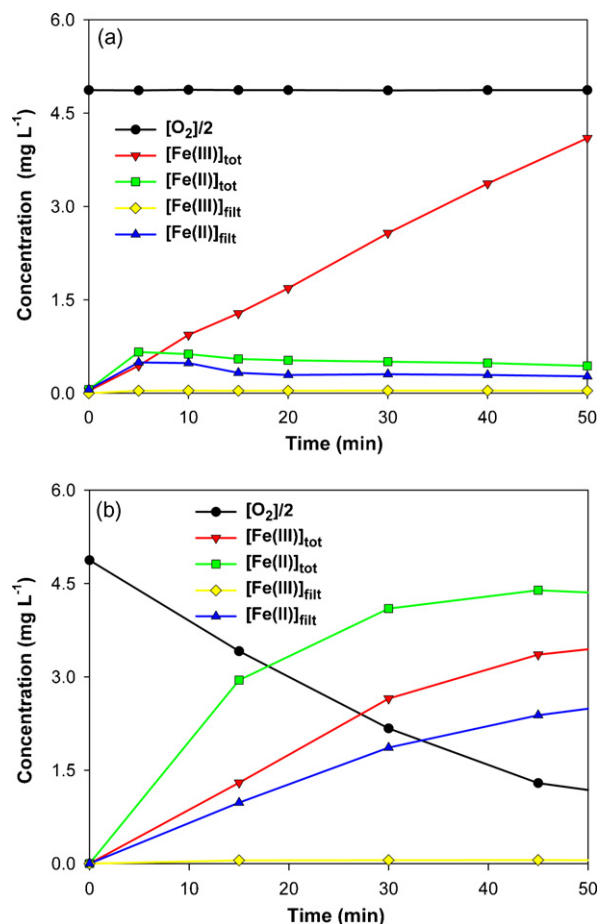 (a)
6.0
4.5
3.0
1.5
0.0
Concentration (mg L⁻¹)
[O₂]/2
[Fe(III)]tot
[Fe(II)]tot
[Fe(III)]filt
[Fe(II)]filt
0 10 20 30 40 50
Time (min)
(b)
6.0
4.5
3.0
1.5
0.0
Concentration (mg L⁻¹)
[O₂]/2
[Fe(III)]tot
[Fe(II)]tot
[Fe(III)]filt
[Fe(II)]filt
0 10 20 30 40 50
Time (min)